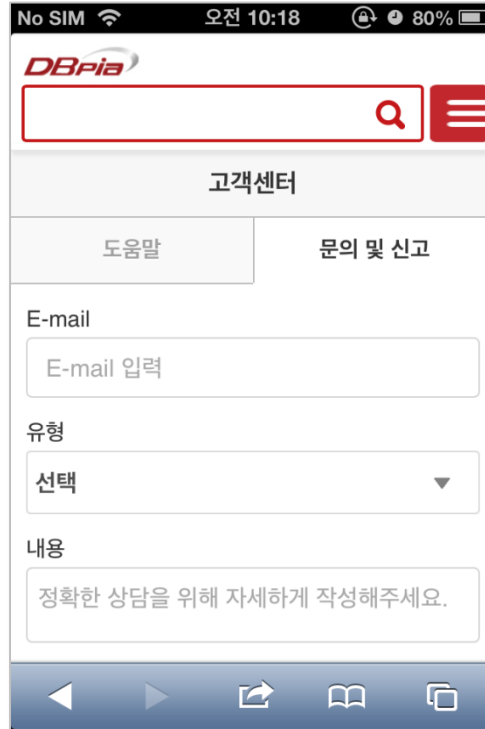 No SIM 오전 10:18 80%
DBpia
고객센터
도움말 문의 및 신고
E-mail
E-mail 입력
유형
선택
내용
정확한 상담을 위해 자세하게 작성해주세요.